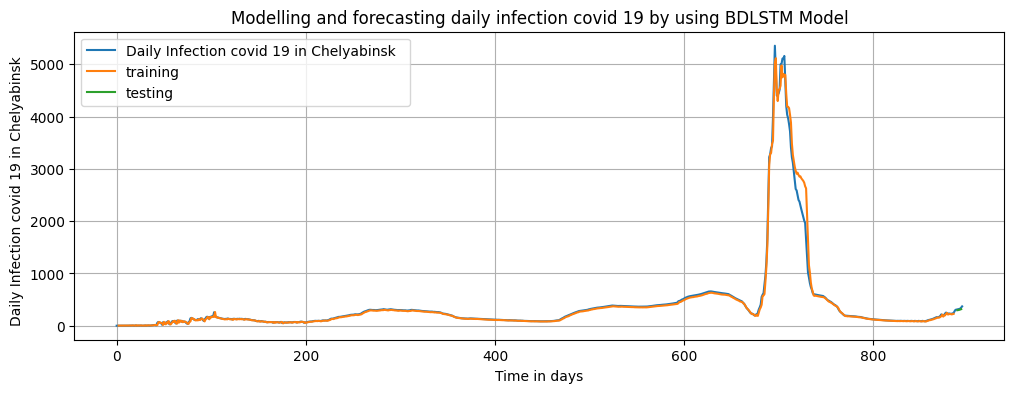 Modelling and forecasting daily infection covid 19 by using BDLSTM Model
Daily Infection covid 19 in Chelyabinsk
Daily Infection covid 19 in Chelyabinsk
training
testing
5000
4000
3000
2000
1000
0
0 200 400 600 800
Time in days